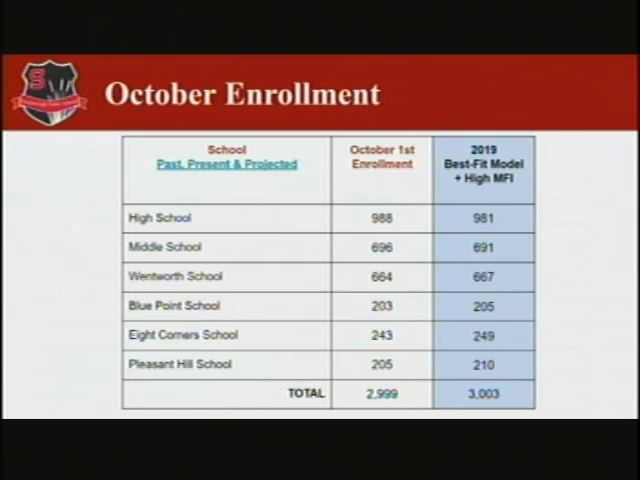 S
October Enrollment
School October 1st 2019
Past, Present & Projected Enrollment Best-Fit Model
+ High MFI
High School 988 981
Middle School 696 691
Wentworth School 664 667
Blue Point School 203 205
Eight Corners School 243 249
Pleasant Hill School 205 210
TOTAL 2,999 3,003